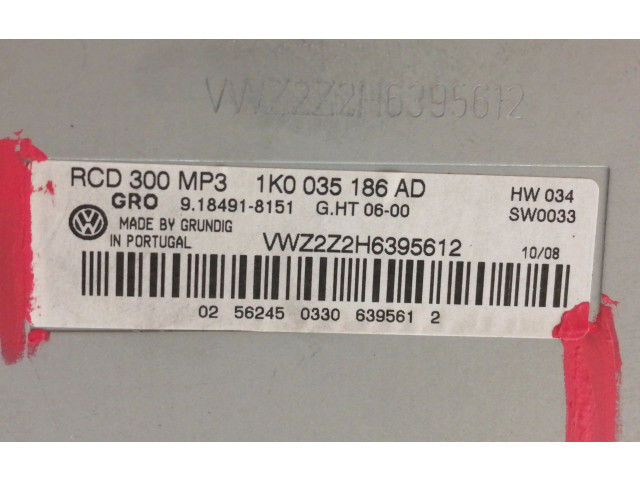 VWZ2Z2H6395612
RCD 300 MP3 1K0 035 186 AD
GRO 9.18491-8151 G.HT 06-00
HW 034
SW0033
MADE BY GRUNDIG
IN PORTUGAL
VWZ2Z2H6395612
10/08
02 56245 0330 639561 2